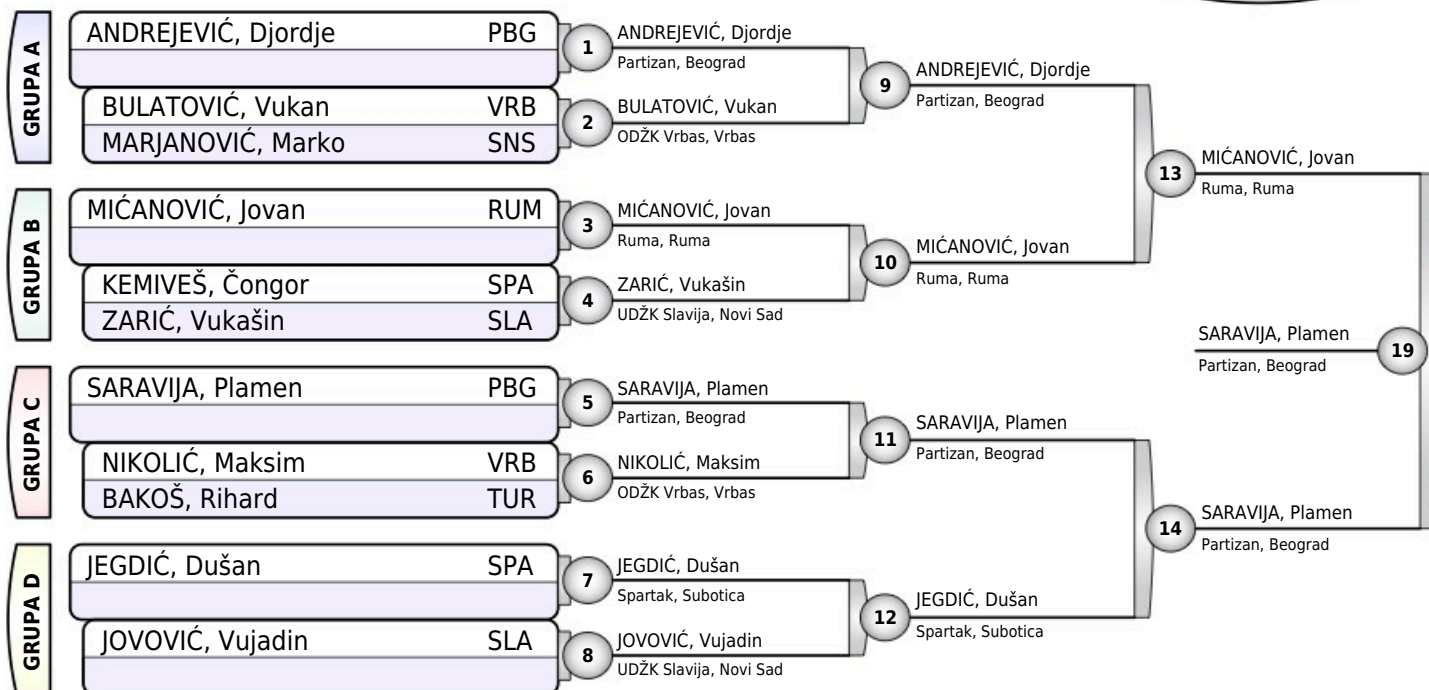 GRUPA A
ANDREJEVIĆ, Djordje PBG
BULATOVIĆ, Vukan VRB
MARJANOVIĆ, Marko SNS
1
ANDREJEVIĆ, Djordje
Partizan, Beograd
2
BULATOVIĆ, Vukan
ODŽK Vrbas, Vrbas
9
ANDREJEVIĆ, Djordje
Partizan, Beograd
GRUPA B
MIĆANOVIĆ, Jovan RUM
KEMIVEŠ, Čongor SPA
ZARIĆ, Vukašin SLA
3
MIĆANOVIĆ, Jovan
Ruma, Ruma
4
ZARIĆ, Vukašin
UDŽK Slavija, Novi Sad
10
MIĆANOVIĆ, Jovan
Ruma, Ruma
13
MIĆANOVIĆ, Jovan
Ruma, Ruma
GRUPA C
SARAVIJA, Plamen PBG
NIKOLIĆ, Maksim VRB
BAKOŠ, Rihard TUR
5
SARAVIJA, Plamen
Partizan, Beograd
6
NIKOLIĆ, Maksim
ODŽK Vrbas, Vrbas
11
SARAVIJA, Plamen
Partizan, Beograd
GRUPA D
JEGDIĆ, Dušan SPA
JOVOVIĆ, Vujadin SLA
7
JEGDIĆ, Dušan
Spartak, Subotica
8
JOVOVIĆ, Vujadin
UDŽK Slavija, Novi Sad
12
JEGDIĆ, Dušan
Spartak, Subotica
14
SARAVIJA, Plamen
Partizan, Beograd
SARAVIJA, Plamen
Partizan, Beograd
19